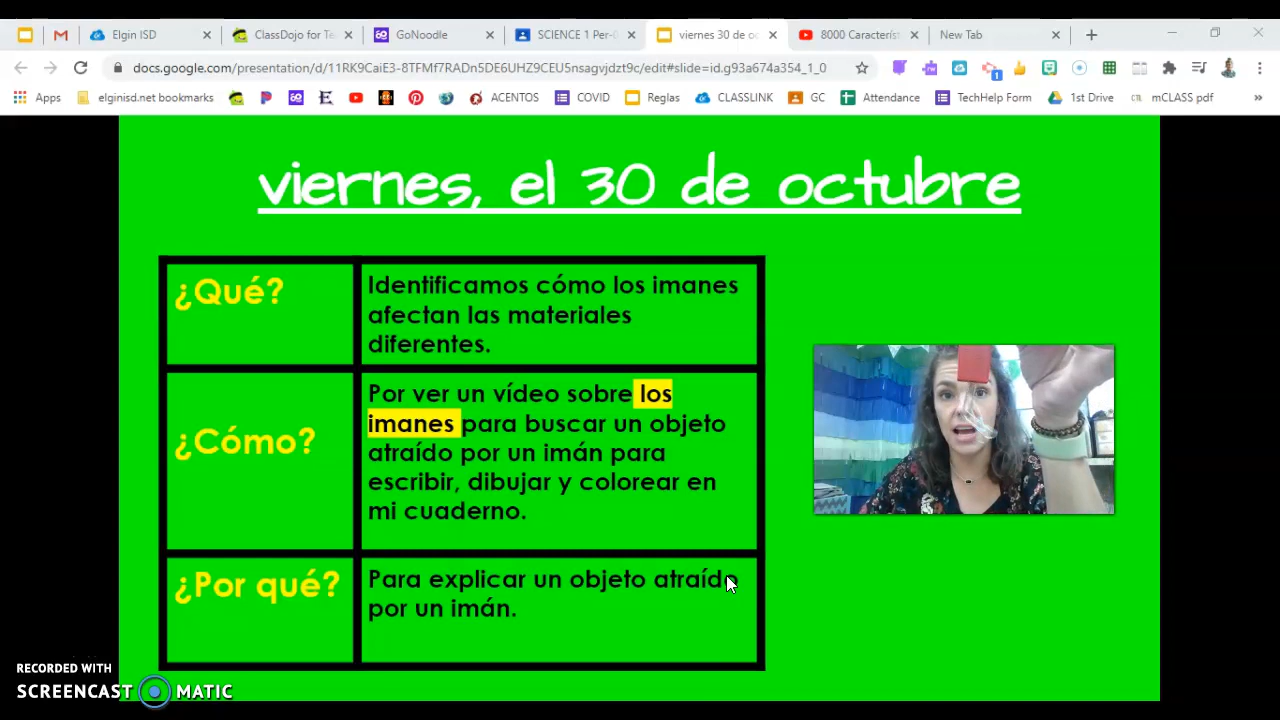 Elgin ISD
ClassDojo for Te
GoNoodle
SCIENCE 1 Per-
viernes 30 de oc
8000 Caracterís
New Tab
docs.google.com/presentation/d/11RK9CaiE3-8TFMf7RADn5DE6UHZ9CEU5nsagvjdzt9c/edit#slide=id.g93a674a354_1_0
1
Apps
elginisd.net bookmarks
ACENTOS
COVID
Reglas
CLASSLINK
GC
Attendance
TechHelp Form
1st Drive
mCLASS pdf
viernes, el 30 de octubre
¿Qué?
Identificamos cómo los imanes
afectan las materiales
diferentes.
¿Cómo?
Por ver un vídeo sobre los
imanes para buscar un objeto
atraído por un imán para
escribir, dibujar y colorear en
mi cuaderno.
¿Por qué?
Para explicar un objeto atraído
por un imán.
RECORDED WITH
SCREENCAST MATIC